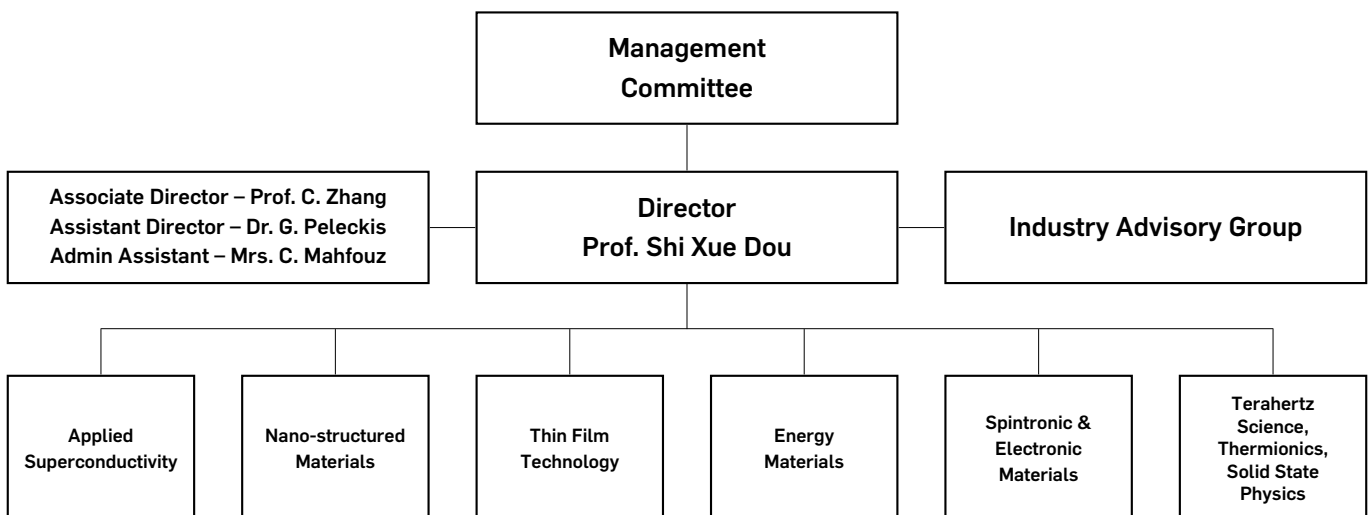 Management
Committee
Associate Director – Prof. C. Zhang
Assistant Director – Dr. G. Peleckis
Admin Assistant – Mrs. C. Mahfouz
Director
Prof. Shi Xue Dou
Industry Advisory Group
Applied
Superconductivity
Nano-structured
Materials
Thin Film
Technology
Energy
Materials
Spintronic &
Electronic
Materials
Terahertz
Science,
Thermionics,
Solid State
Physics